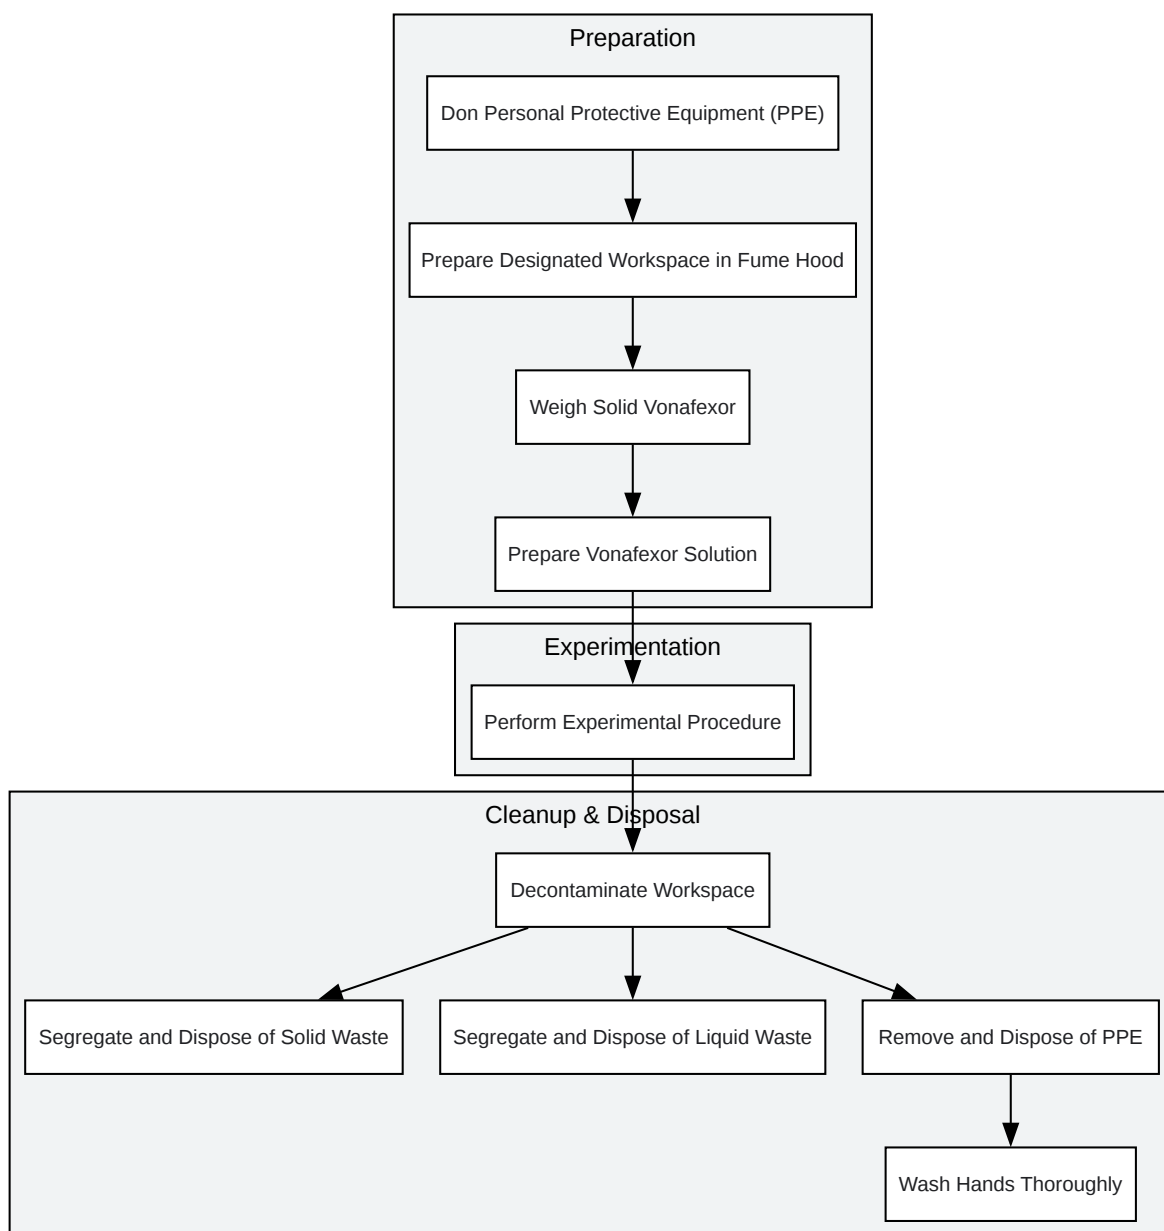 Preparation
Don Personal Protective Equipment (PPE)
Prepare Designated Workspace in Fume Hood
Weigh Solid Vonafexor
Prepare Vonafexor Solution
Experimentation
Perform Experimental Procedure
Cleanup & Disposal
Decontaminate Workspace
Segregate and Dispose of Solid Waste
Segregate and Dispose of Liquid Waste
Remove and Dispose of PPE
Wash Hands Thoroughly